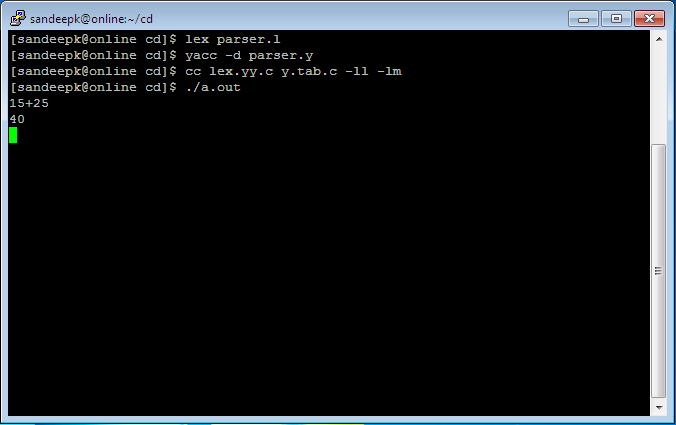 sandeepk@online:~/cd
[sandeepk@online cd]$ lex parser.l
[sandeepk@online cd]$ yacc -d parser.y
[sandeepk@online cd]$ cc lex.yy.c y.tab.c -ll -lm
[sandeepk@online cd]$ ./a.out
15+25
40